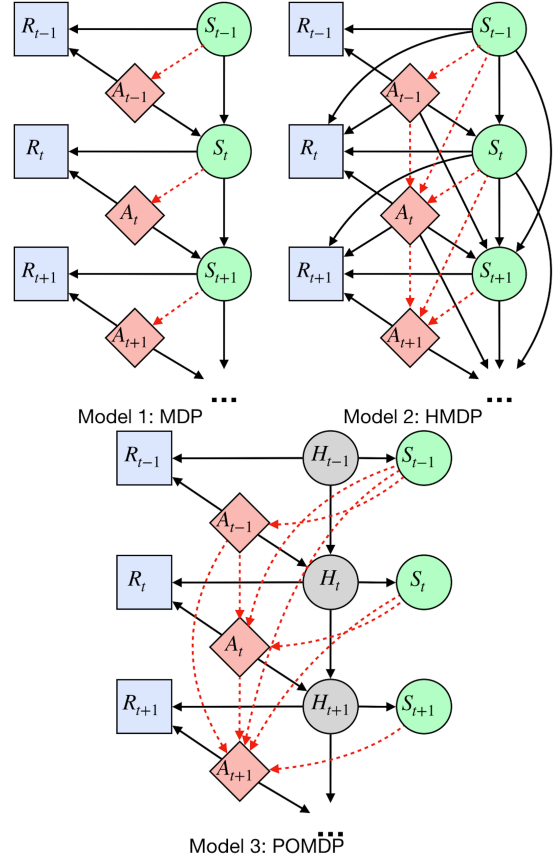 R_{t−1} S_{t−1} R_{t−1} S_{t−1}
A_{t−1} A_{t−1}
R_t S_t R_t S_t
A_t A_t
R_{t+1} S_{t+1} R_{t+1} S_{t+1}
A_{t+1} A_{t+1}
... ...
Model 1: MDP Model 2: HMDP
R_{t−1} H_{t−1} S_{t−1}
A_{t−1}
R_t H_t S_t
A_t
R_{t+1} H_{t+1} S_{t+1}
A_{t+1}
...
Model 3: POMDP